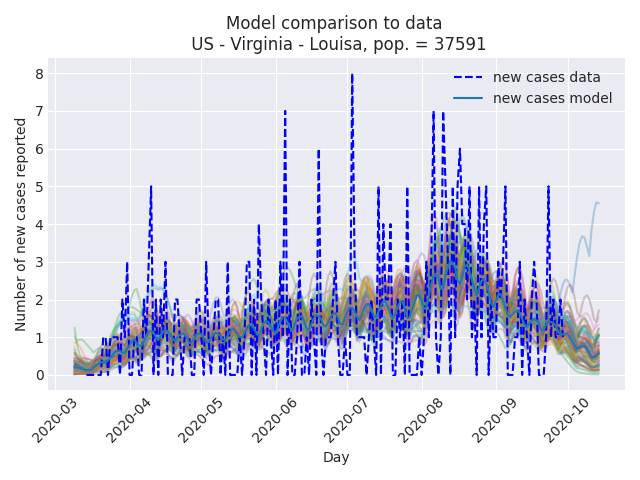 Model comparison to data
US - Virginia - Louisa, pop. = 37591
new cases data
new cases model
Number of new cases reported
8
7
6
5
4
3
2
1
0
2020-03
2020-04
2020-05
2020-06
2020-07
2020-08
2020-09
2020-10
Day